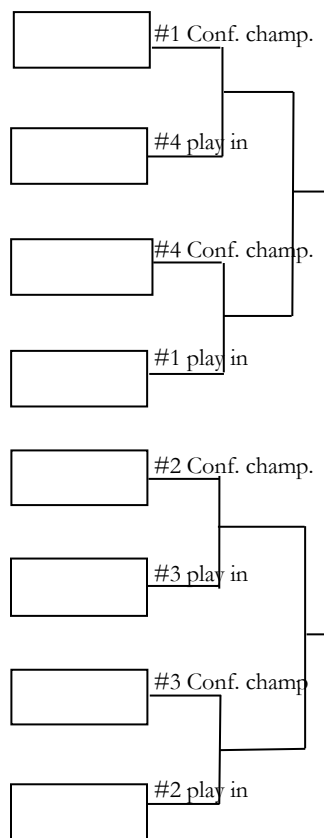 #1 Conf. champ.
#4 play in
#4 Conf. champ.
#1 play in
#2 Conf. champ.
#3 play in
#3 Conf. champ
#2 play in